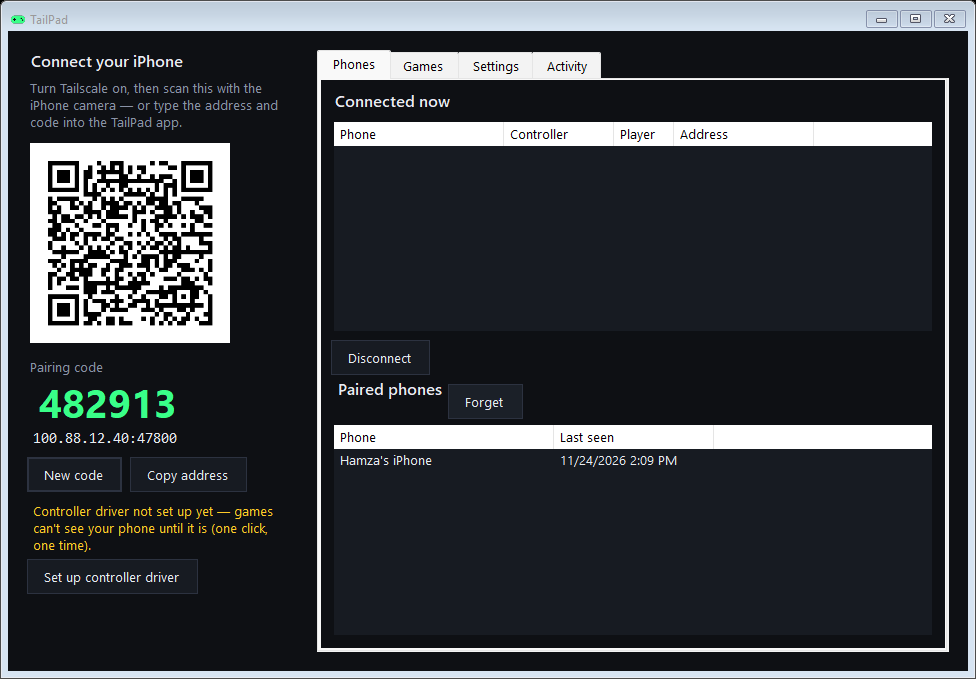 TailPad
Connect your iPhone
Turn Tailscale on, then scan this with the
iPhone camera — or type the address and
code into the TailPad app.
Pairing code
482913
100.88.12.40:47800
New code
Copy address
Controller driver not set up yet — games
can't see your phone until it is (one click,
one time).
Set up controller driver
Phones
Games
Settings
Activity
Connected now
Phone
Controller
Player
Address
Disconnect
Paired phones
Forget
Phone
Last seen
Hamza's iPhone
11/24/2026 2:09 PM